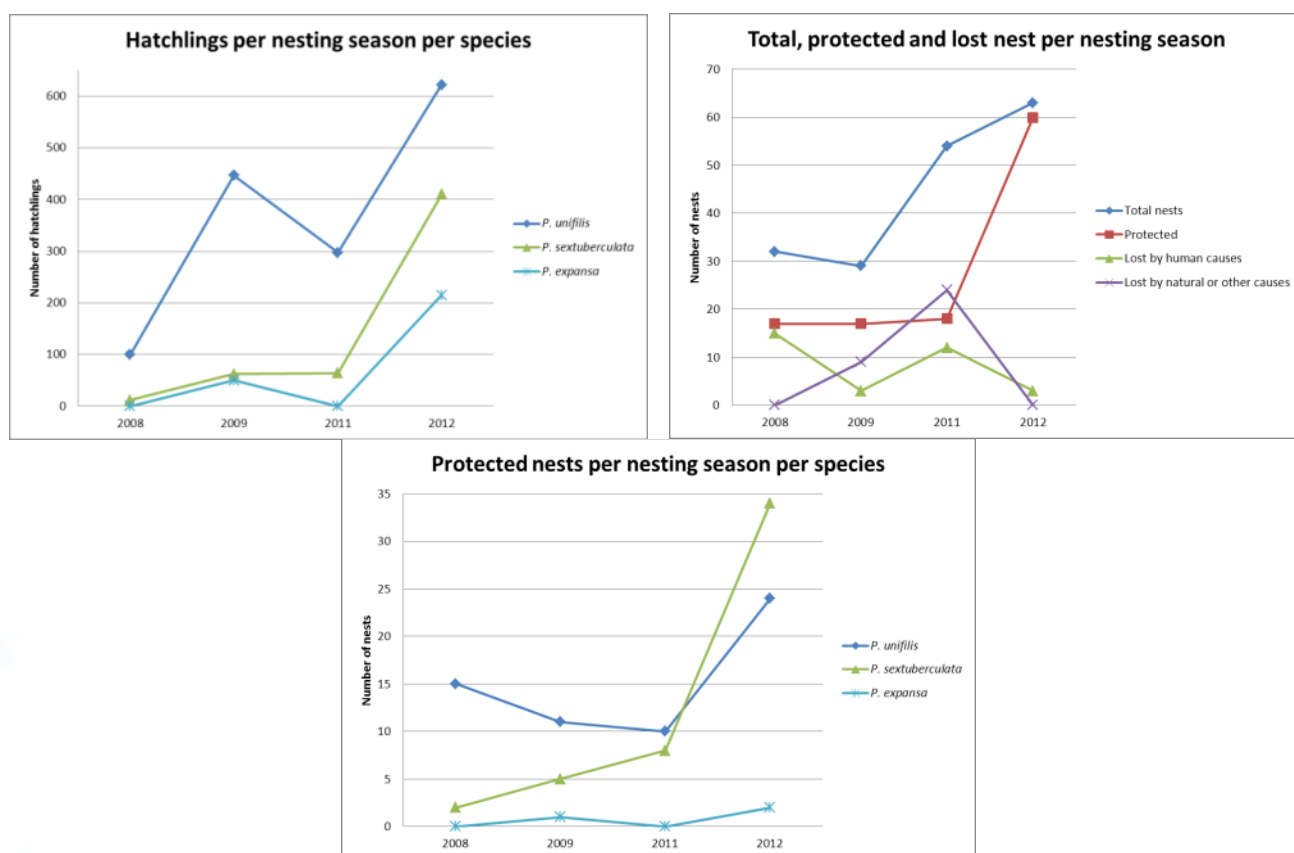 Hatchlings per nesting season per species
Number of hatchlings
600
500
400
300
200
100
0
2008
2009
2011
2012
P. unifilis
P. sextuberculata
P. expansa
Total, protected and lost nest per nesting season
Number of nests
70
60
50
40
30
20
10
0
2008
2009
2011
2012
Total nests
Protected
Lost by human causes
Lost by natural or other causes
Protected nests per nesting season per species
Number of nests
35
30
25
20
15
10
5
0
2008
2009
2011
2012
P. unifilis
P. sextuberculata
P. expansa